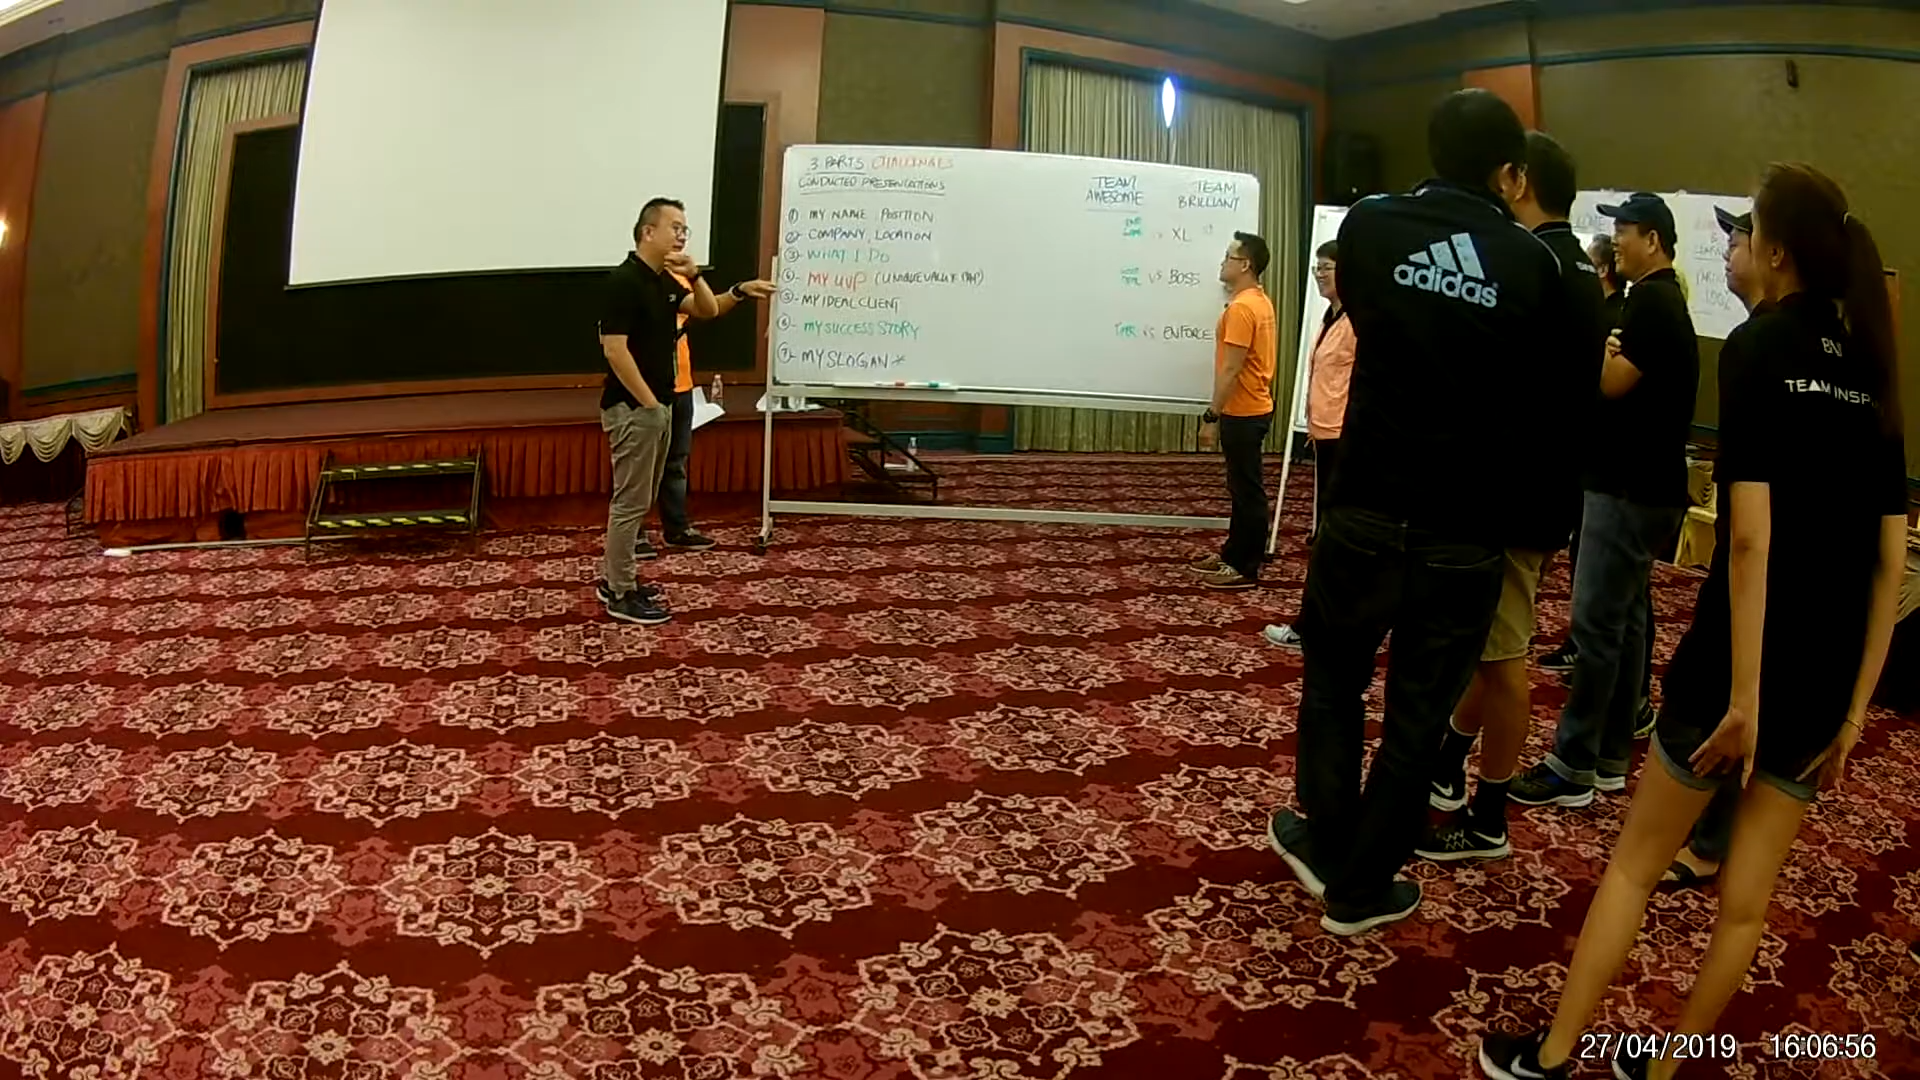 3 PARTS CHALLENGES
CONDUCTED PRESENTATIONS
1 MY NAME, POSITION
2 COMPANY, LOCATION
3 WHAT I DO
4- MY UVP (UNIQUE VALUE
5- MY IDEAL CLIENT
6- MY SUCCESS STORY
7- MY SLOGAN *
TEAM AWESOME
TEAM BRILLIANT
XL
VS BOSS
VS ENFORCE
adidas
BNI
TEAM INSP
27/04/2019 16:06:56